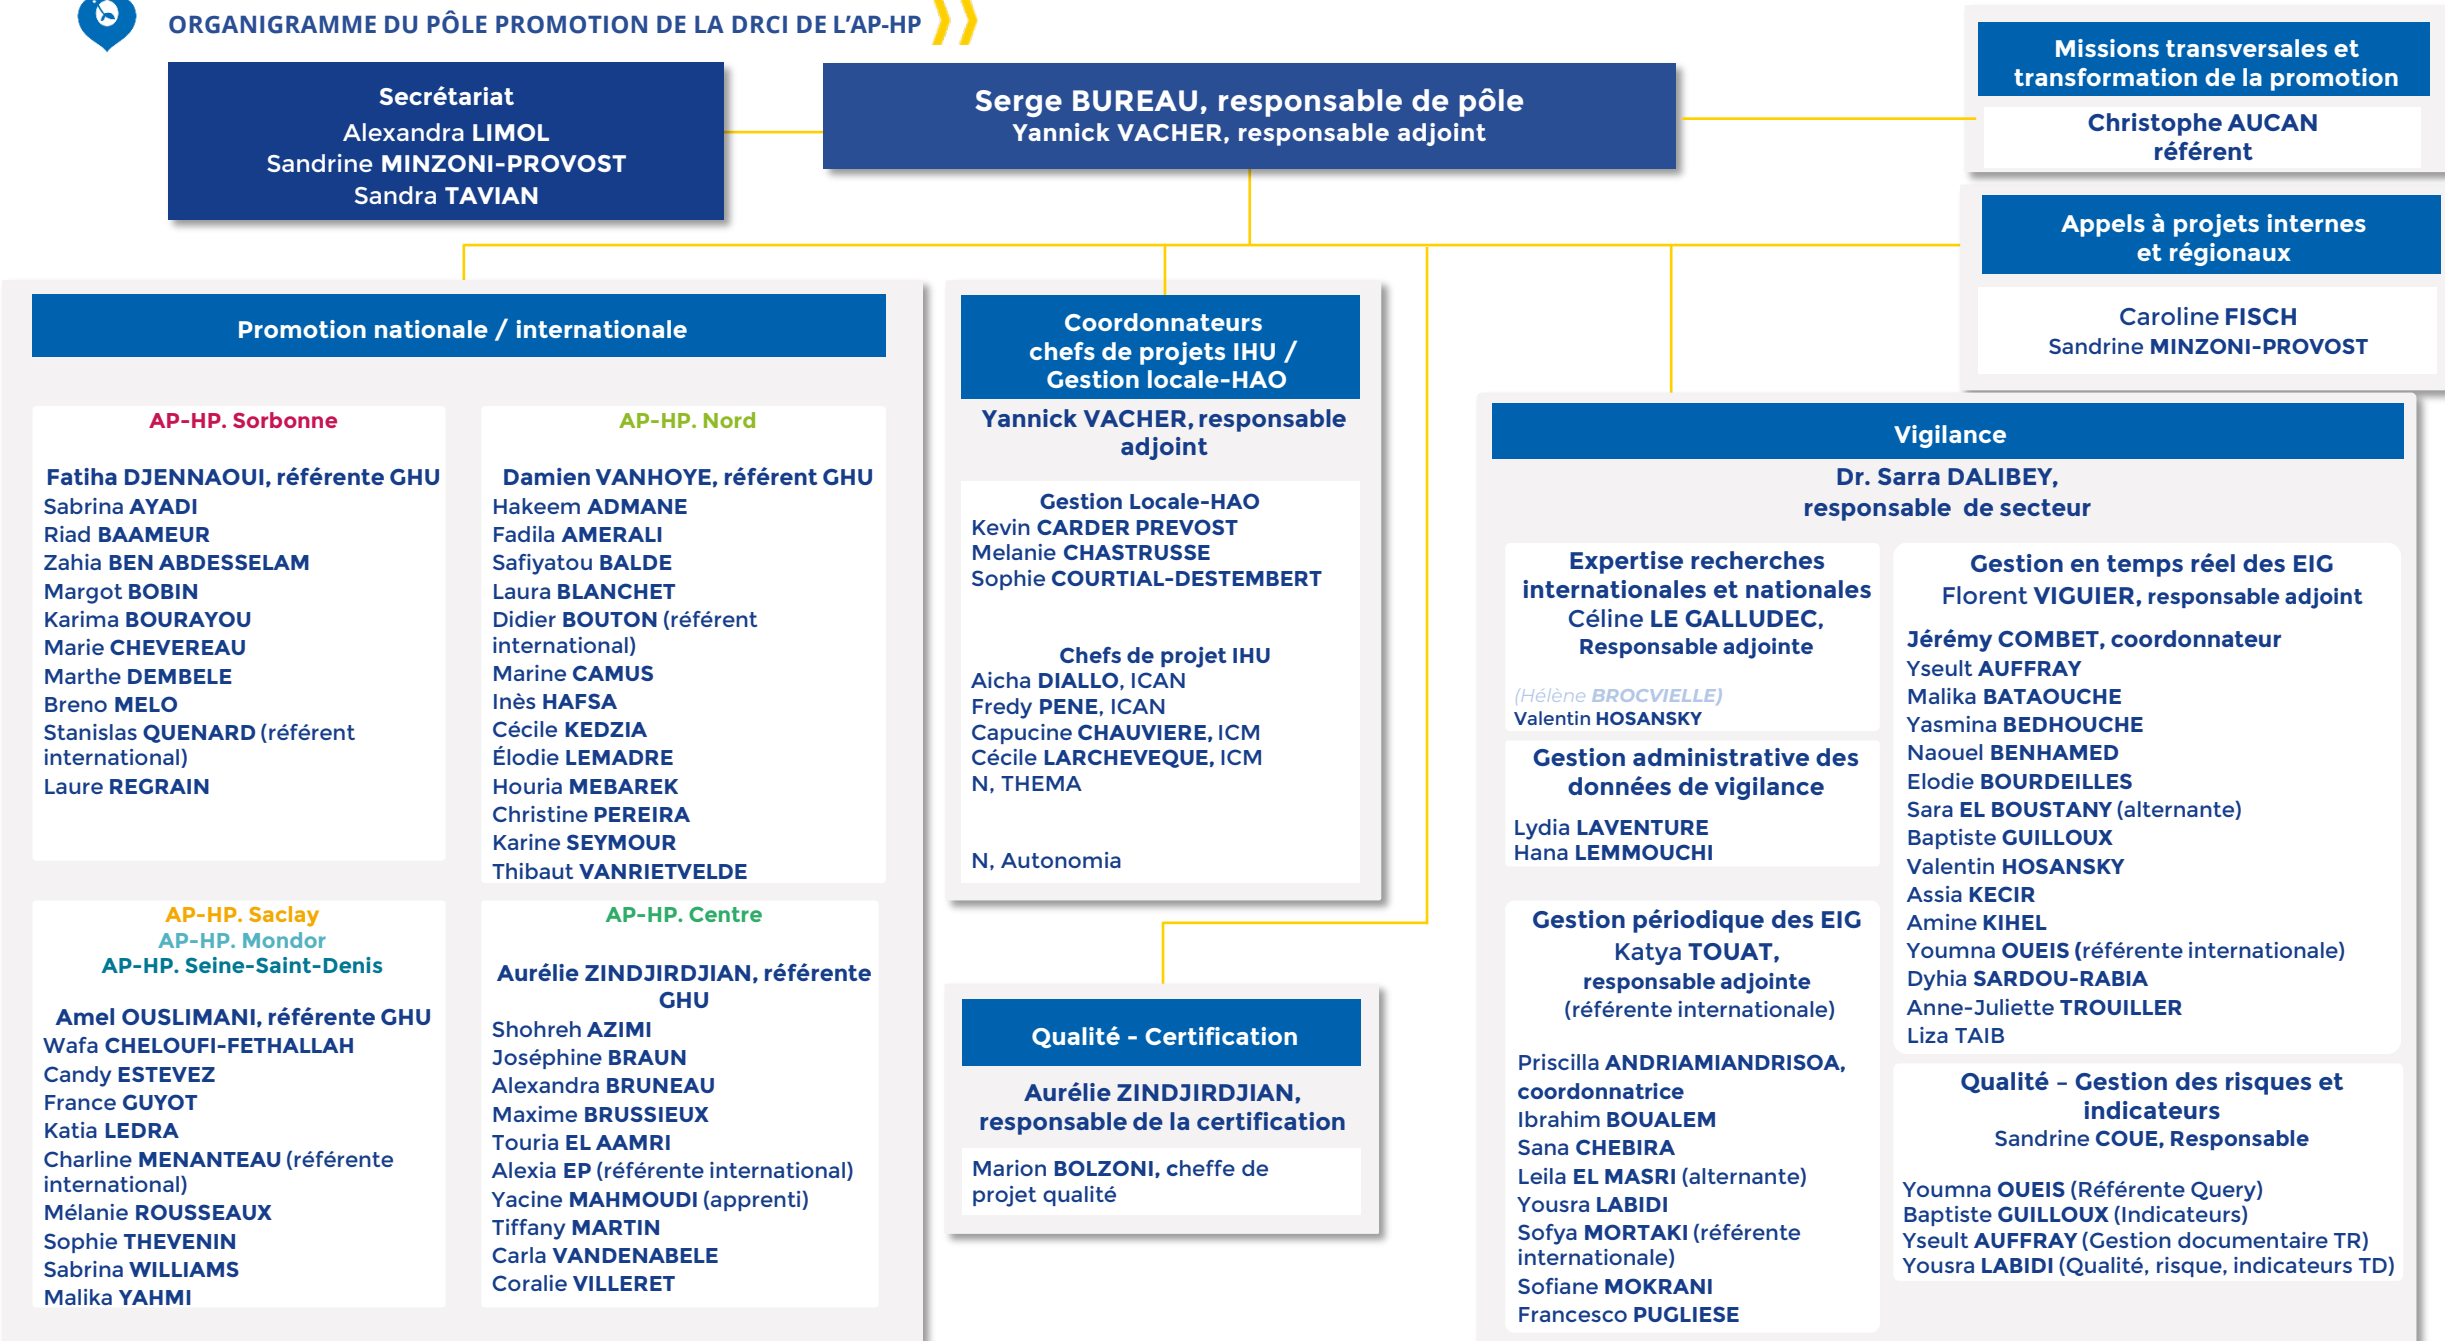 ORGANIGRAMME DU PÔLE PROMOTION DE LA DRCI DE L'AP-HP
Secrétariat
Alexandra LIMOL
Sandrine MINZONI-PROVOST
Sandra TAVIAN
Serge BUREAU, responsable de pôle
Yannick VACHER, responsable adjoint
Missions transversales et
transformation de la promotion
Christophe AUCAN
référent
Appels à projets internes
et régionaux
Caroline FISCH
Sandrine MINZONI-PROVOST
Promotion nationale / internationale
AP-HP. Sorbonne
Fatiha DJENNAOUI, référente GHU
Sabrina AYADI
Riad BAAMEUR
Zahia BEN ABDESSELAM
Margot BOBIN
Karima BOURAYOU
Marie CHEVEREAU
Marthe DEMBELE
Breno MELO
Stanislas QUENARD (référent
international)
Laure REGRAIN
AP-HP. Nord
Damien VANHOYE, référent GHU
Hakeem ADMANE
Fadila AMERALI
Safiyatou BALDE
Laura BLANCHET
Didier BOUTON (référent
international)
Marine CAMUS
Inès HAFSA
Cécile KEDZIA
Élodie LEMADRE
Houria MEBAREK
Christine PEREIRA
Karine SEYMOUR
Thibaut VANRIETVELDE
AP-HP. Saclay
AP-HP. Mondor
AP-HP. Seine-Saint-Denis
Amel OUSLIMANI, référente GHU
Wafa CHELOUFI-FETHALLAH
Candy ESTEVEZ
France GUYOT
Katia LEDRA
Charline MENANTEAU (référente
international)
Mélanie ROUSSEAUX
Sophie THEVENIN
Sabrina WILLIAMS
Malika YAHMI
AP-HP. Centre
Aurélie ZINDJIRDJIAN, référente
GHU
Shohreh AZIMI
Joséphine BRAUN
Alexandra BRUNEAU
Maxime BRUSSIEUX
Touria EL AAMRI
Alexia EP (référente international)
Yacine MAHMOUDI (apprenti)
Tiffany MARTIN
Carla VANDENABELE
Coralie VILLERET
Coordonnateurs
chefs de projets IHU /
Gestion locale-HAO
Yannick VACHER, responsable
adjoint
Gestion Locale-HAO
Kevin CARDER PREVOST
Melanie CHASTRUSSE
Sophie COURTIAL-DESTEMBERT
Chefs de projet IHU
Aicha DIALLO, ICAN
Fredy PENE, ICAN
Capucine CHAUVIERE, ICM
Cécile LARCHEVEQUE, ICM
N, THEMA
N, Autonomia
Qualité - Certification
Aurélie ZINDJIRDJIAN,
responsable de la certification
Marion BOLZONI, cheffe de
projet qualité
Vigilance
Dr. Sarra DALIBEY,
responsable de secteur
Expertise recherches
internationales et nationales
Céline LE GALLUDEC,
Responsable adjointe
(Hélène BROCVIELLE)
Valentin HOSANSKY
Gestion administrative des
données de vigilance
Lydia LAVENTURE
Hana LEMMOUCHI
Gestion périodique des EIG
Katya TOUAT,
responsable adjointe
(référente internationale)
Priscilla ANDRIAMIANDRISOA,
coordonnatrice
Ibrahim BOUALEM
Sana CHEBIRA
Leila EL MASRI (alternante)
Yousra LABIDI
Sofya MORTAKI (référente
internationale)
Sofiane MOKRANI
Francesco PUGLIESE
Gestion en temps réel des EIG
Florent VIGUIER, responsable adjoint
Jérémy COMBET, coordonnateur
Yseult AUFFRAY
Malika BATAOUCHE
Yasmina BEDHOUCHE
Naouel BENHAMED
Elodie BOURDEILLES
Sara EL BOUSTANY (alternante)
Baptiste GUILLOUX
Valentin HOSANSKY
Assia KECIR
Amine KIHEL
Youmna OUEIS (référente internationale)
Dyhia SARDOU-RABIA
Anne-Juliette TROUILLER
Liza TAIB
Qualité – Gestion des risques et
indicateurs
Sandrine COUE, Responsable
Youmna OUEIS (Référente Query)
Baptiste GUILLOUX (Indicateurs)
Yseult AUFFRAY (Gestion documentaire TR)
Yousra LABIDI (Qualité, risque, indicateurs TD)